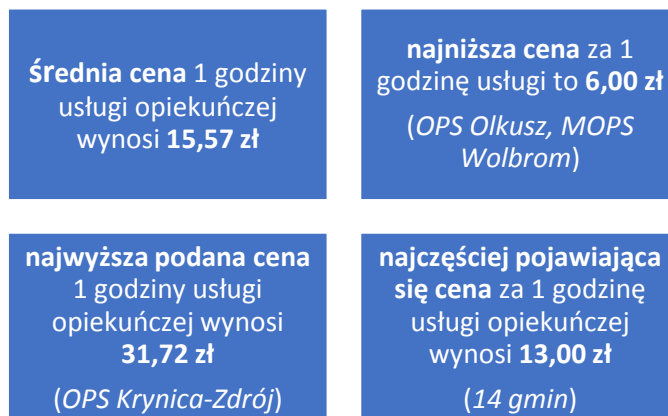 średnia cena 1 godziny
usługi opiekuńczej
wynosi 15,57 zł
najniższa cena za 1
godzinę usługi to 6,00 zł
(OPS Olkusz, MOPS
Wolbrom)
najwyższa podana cena
1 godziny usługi
opiekuńczej wynosi
31,72 zł
(OPS Krynica-Zdrój)
najczęściej pojawiająca
się cena za 1 godzinę
usługi opiekuńczej
wynosi 13,00 zł
(14 gmin)